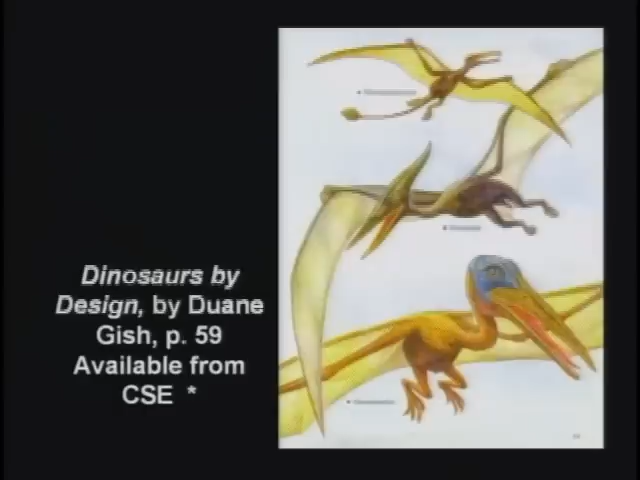 Dinosaurs by
Design, by Duane
Gish, p. 59
Available from
CSE *